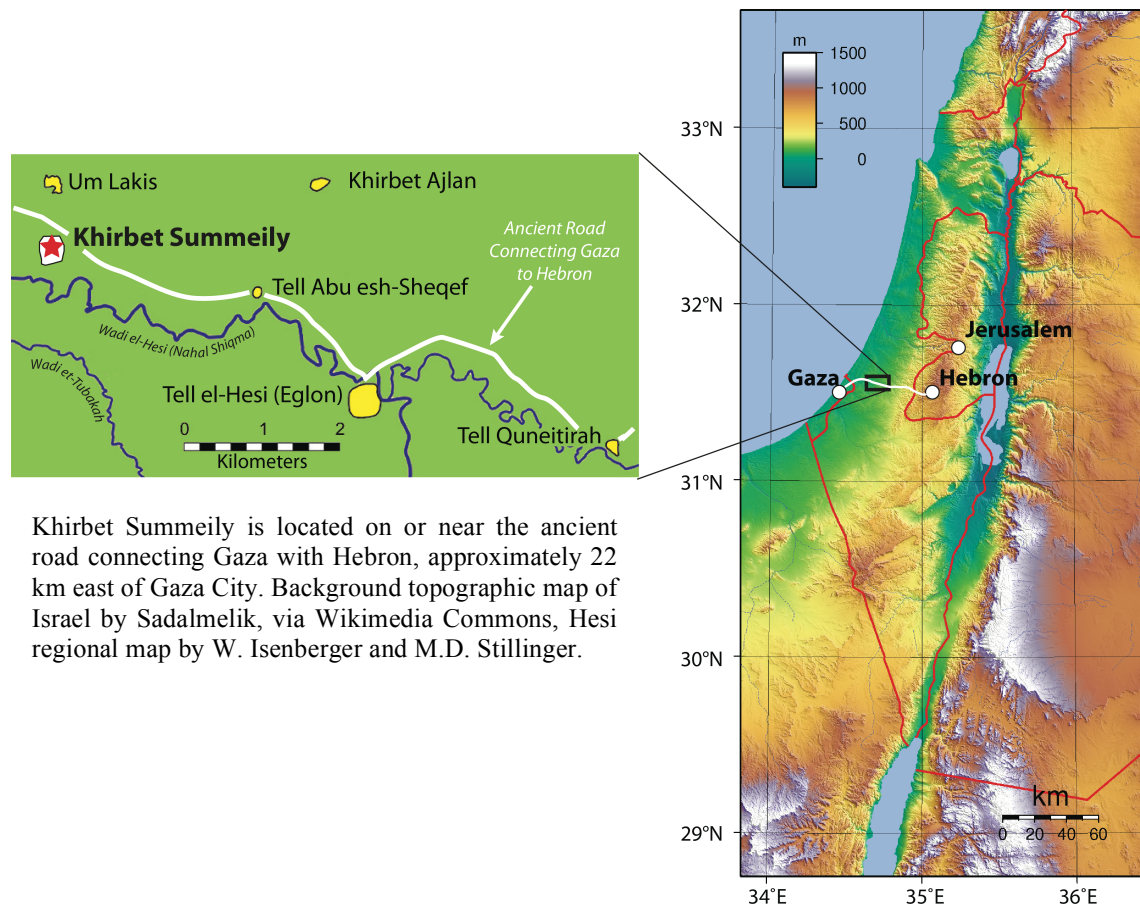 Um Lakis
Khirbet Ajlan
Khirbet Summeily
Ancient Road
Connecting Gaza
to Hebron
Tell Abu esh-Sheqef
Wadi el-Hesi (Nahal Shiqma)
Wadi et-Tubakah
Tell el-Hesi (Eglon)
Tell Quneitirah
0 1 2
Kilometers
Khirbet Summeily is located on or near the ancient
road connecting Gaza with Hebron, approximately 22
km east of Gaza City. Background topographic map of
Israel by Sadalmelik, via Wikimedia Commons, Hesi
regional map by W. Isenberger and M.D. Stillinger.
m
1500
1000
500
0
33°N
32°N
31°N
30°N
29°N
Jerusalem
Gaza
Hebron
km
0 20 40 60
34°E 35°E 36°E